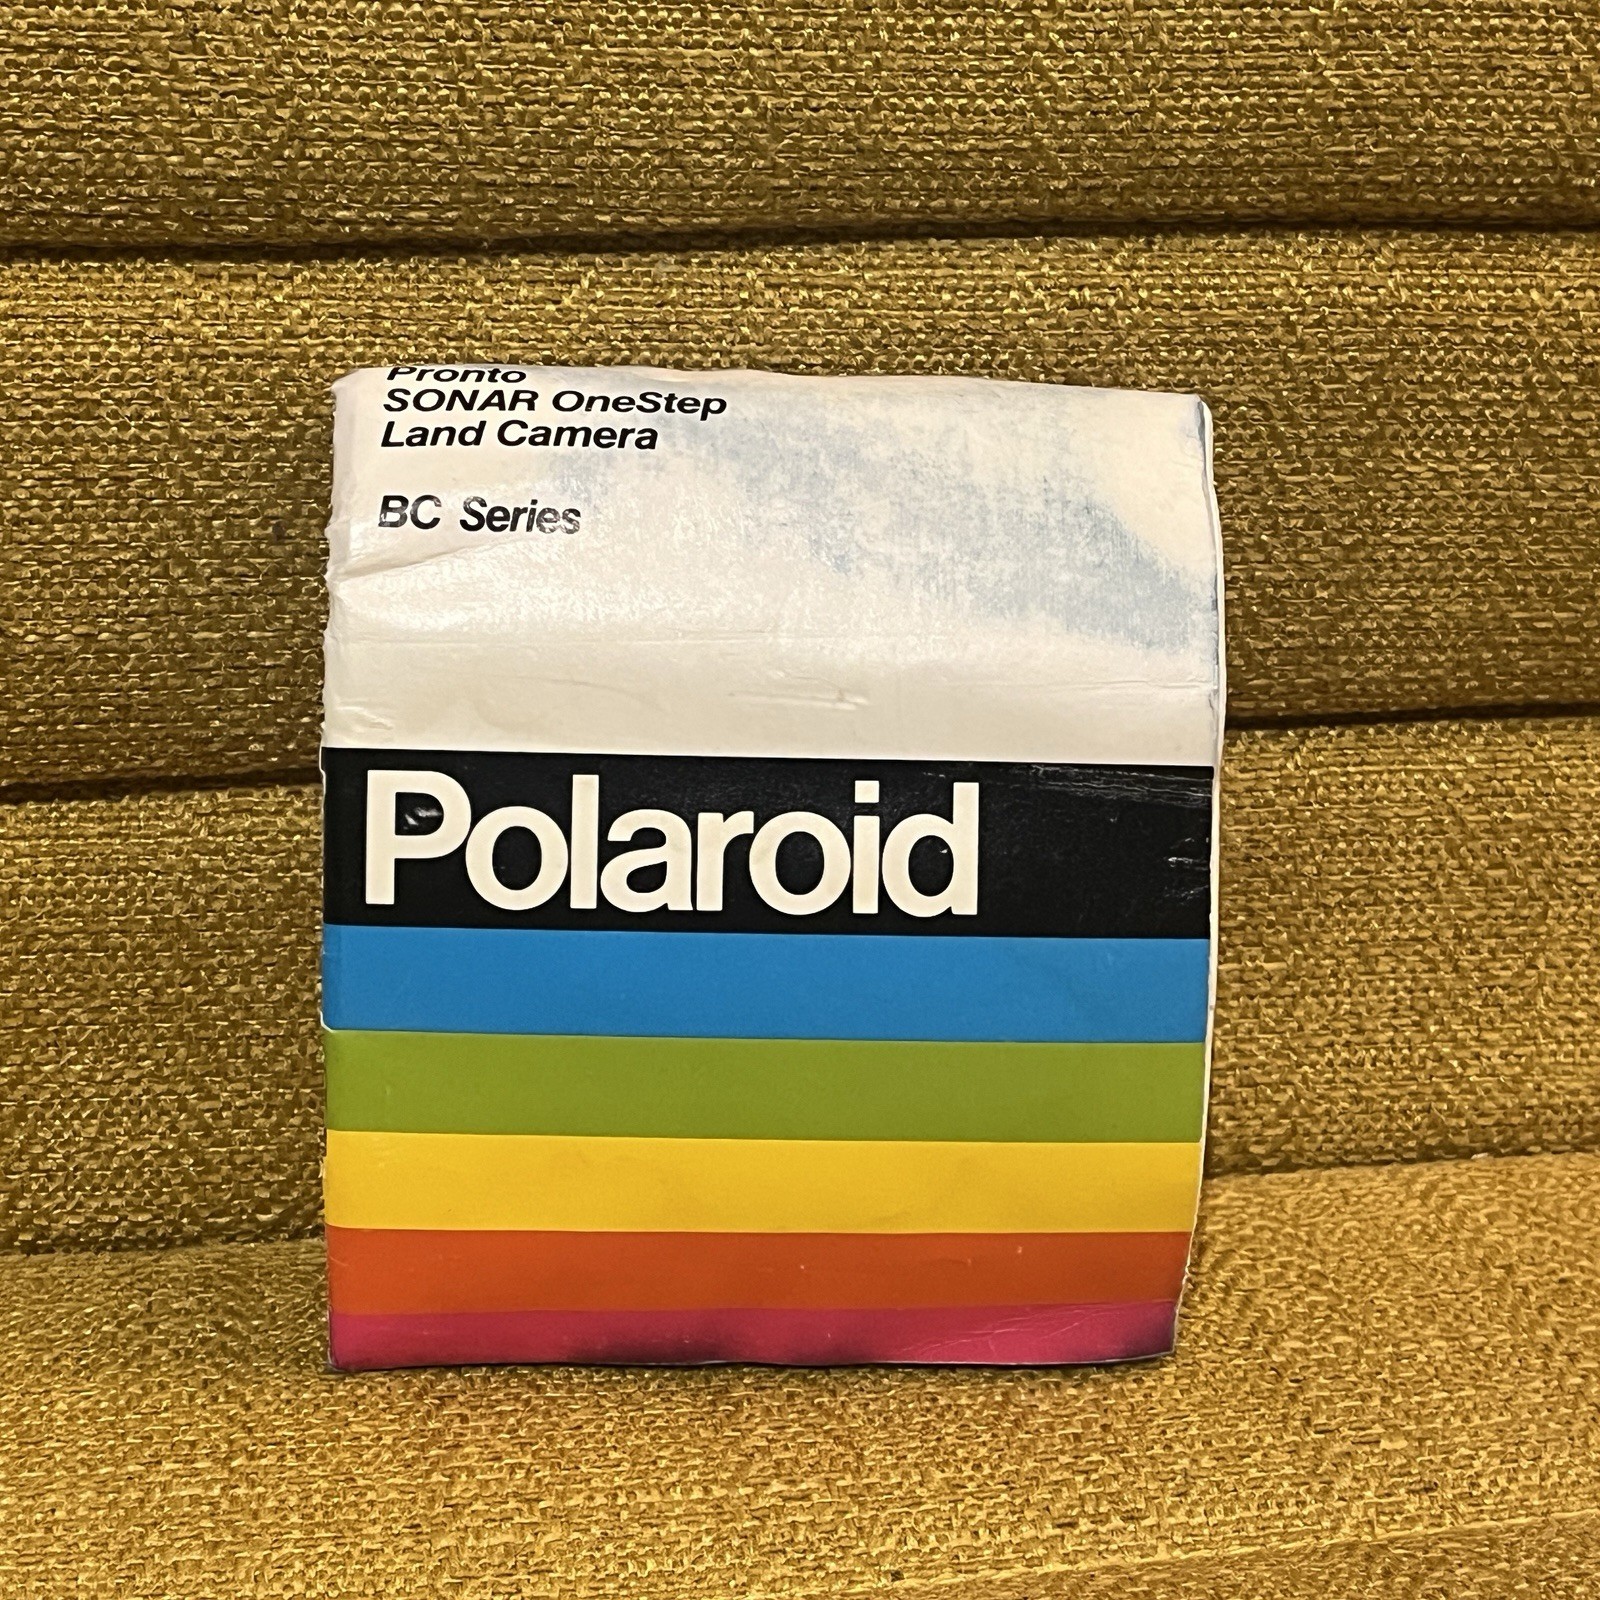 Pronto
SONAR OneStep
Land Camera
BC Series
Polaroid